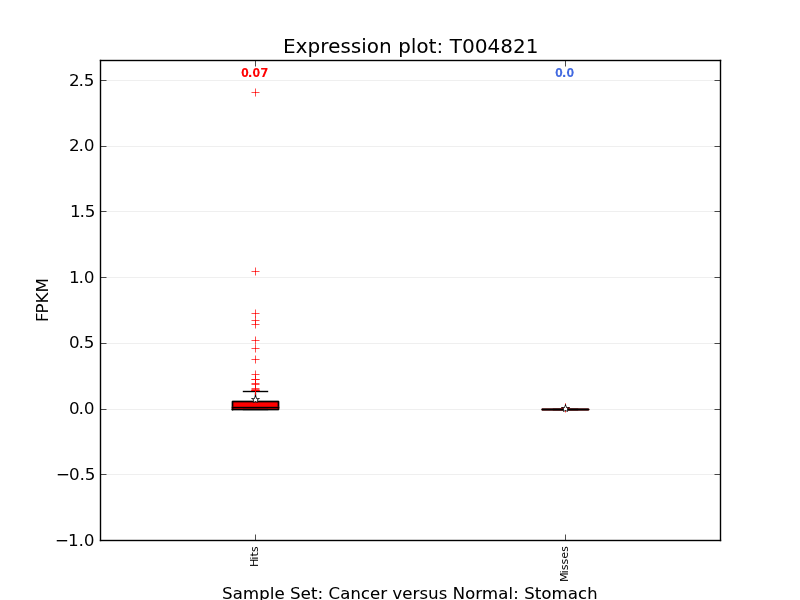 Expression plot: T004821
0.07
0.0
2.5
2.0
1.5
1.0
0.5
0.0
−0.5
−1.0
FPKM
Hits
Misses
Sample Set: Cancer versus Normal: Stomach